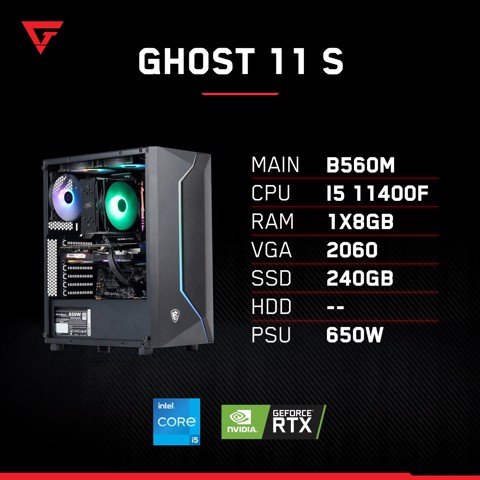 GHOST 11 S
MAIN B560M
CPU I5 11400F
RAM 1X8GB
VGA 2060
SSD 240GB
HDD --
PSU 650W
650W
intel
CORE
i5
NVIDIA
GEFORCE
RTX